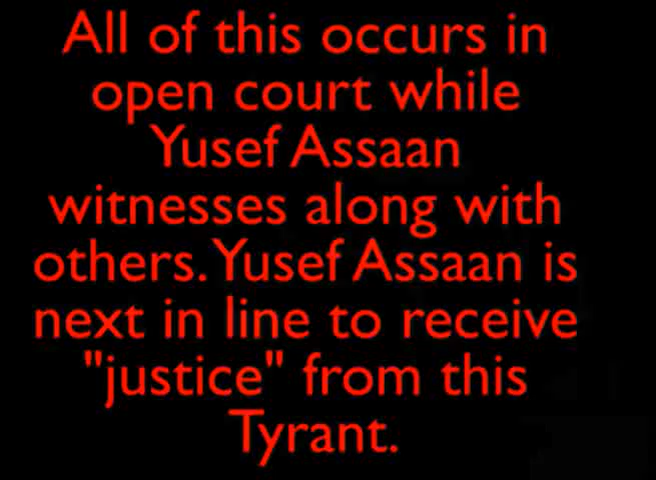 All of this occurs in
open court while
Yusef Assaan
witnesses along with
others. Yusef Assaan is
next in line to receive
"justice" from this
Tyrant.